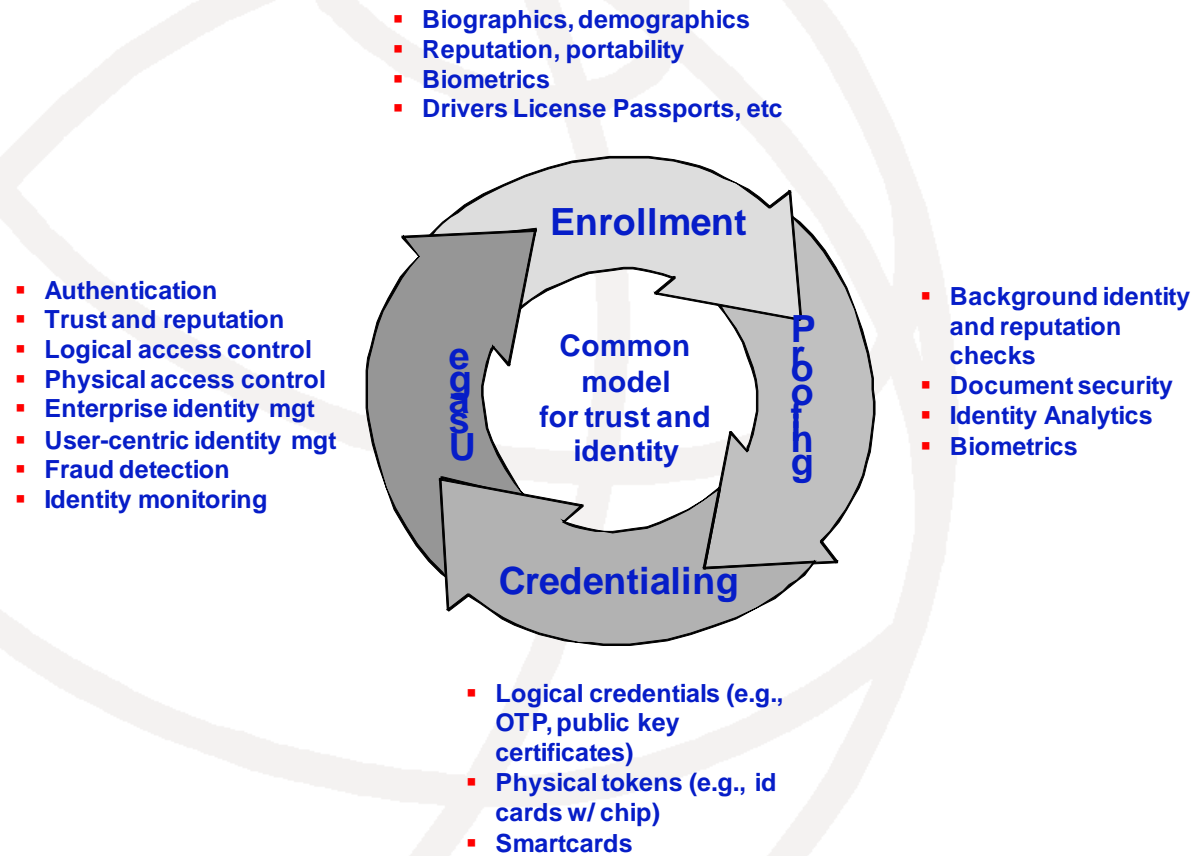 ▪ Biographics, demographics
▪ Reputation, portability
▪ Biometrics
▪ Drivers License Passports, etc
Enrollment
▪ Authentication
▪ Trust and reputation
▪ Logical access control
▪ Physical access control
▪ Enterprise identity mgt
▪ User-centric identity mgt
▪ Fraud detection
▪ Identity monitoring
Usage
Common
model
for trust and
identity
Proofing
▪ Background identity
and reputation
checks
▪ Document security
▪ Identity Analytics
▪ Biometrics
Credentialing
▪ Logical credentials (e.g.,
OTP, public key
certificates)
▪ Physical tokens (e.g., id
cards w/ chip)
▪ Smartcards